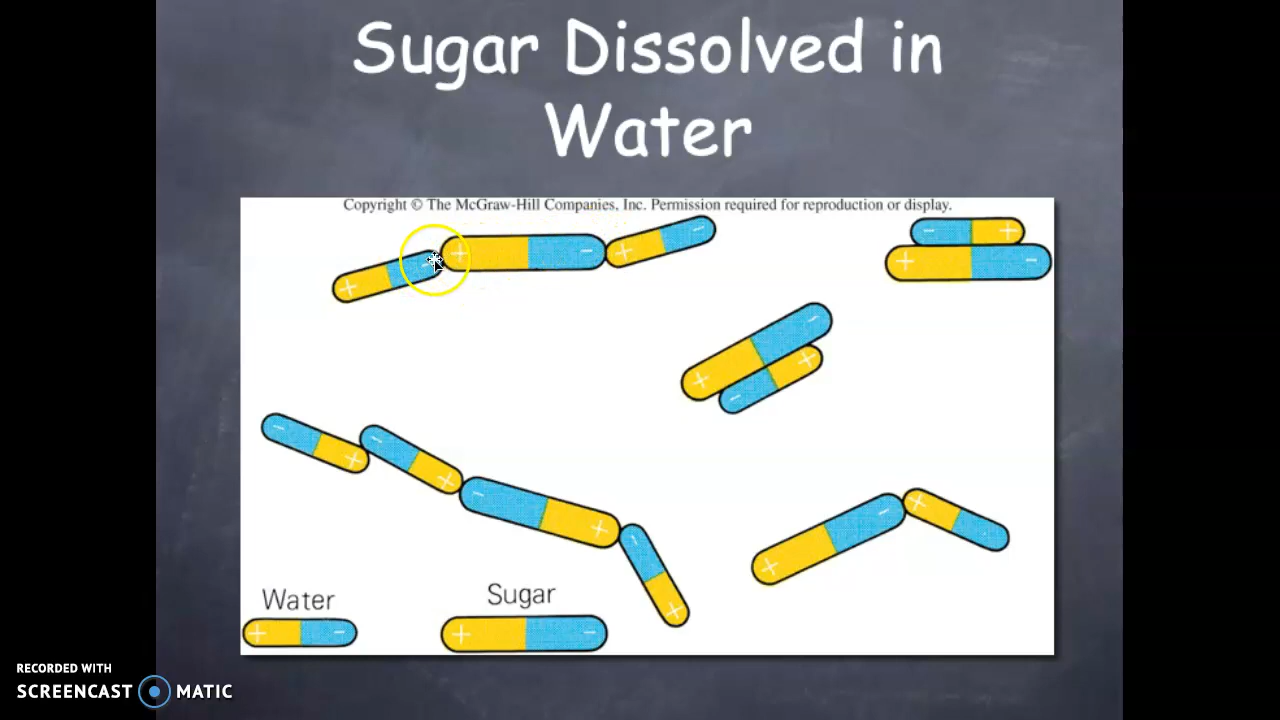 Sugar Dissolved in
Water
Copyright © The McGraw-Hill Companies, Inc. Permission required for reproduction or display.
+ - + - + -
- +
+ -
+ -
- +
- + - +
- +
- +
+ - + -
Water
+ -
Sugar
+ -
RECORDED WITH
SCREENCAST MATIC